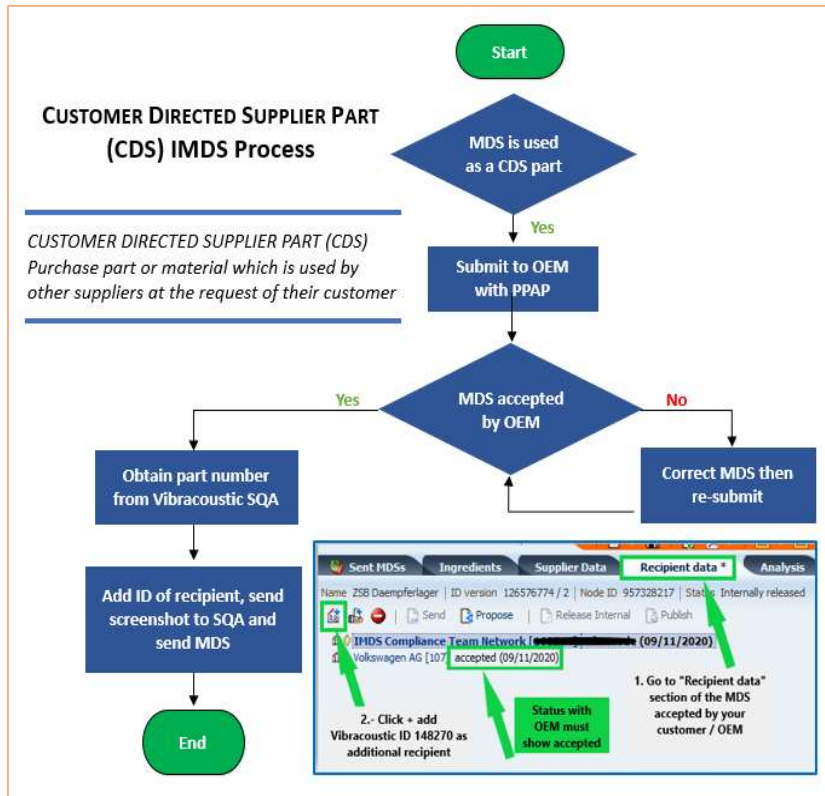 Start
CUSTOMER DIRECTED SUPPLIER PART
(CDS) IMDS Process
MDS is used
as a CDS part
CUSTOMER DIRECTED SUPPLIER PART (CDS)
Purchase part or material which is used by
other suppliers at the request of their customer
Yes
Submit to OEM
with PPAP
Yes
MDS accepted
by OEM
No
Obtain part number
from Vibracoustic SQA
Correct MDS then
re-submit
Add ID of recipient, send
screenshot to SQA and
send MDS
End
Sent MDSs Ingredients Supplier Data Recipient data * Analysis
Name ZSB Daempferlager | ID version 126576774 / 2 | Node ID 957328217 | Status Internally released
Send Propose Release Internal Publish
IMDS Compliance Team Network (09/11/2020)
Volkswagen AG [107] accepted (09/11/2020)
1. Go to "Recipient data"
section of the MDS
accepted by your
customer / OEM
2.- Click + add
Vibracoustic ID 148270 as
additional recipient
Status with
OEM must
show accepted